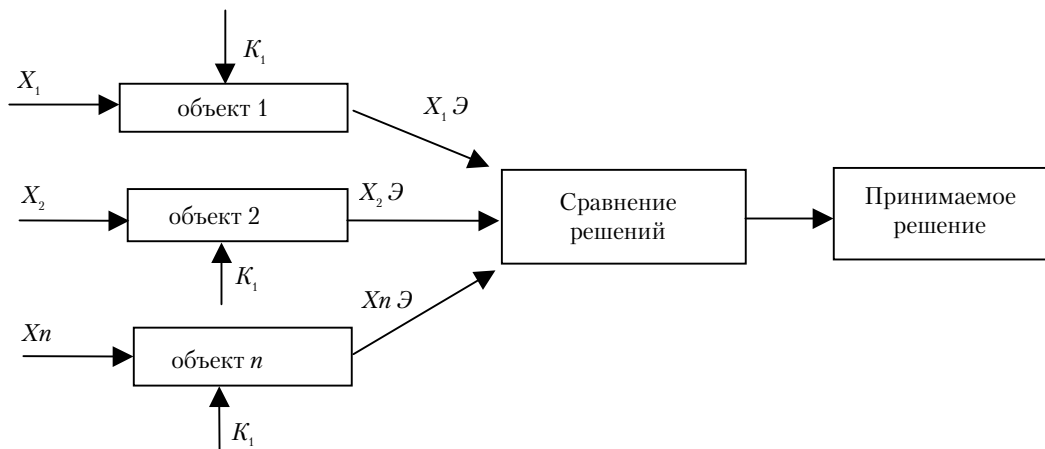 K₁
X₁
объект 1
X₁ Э
X₂
объект 2
X₂ Э
K₁
Сравнение
решений
Принимаемое
решение
Xn
объект n
Xn Э
K₁